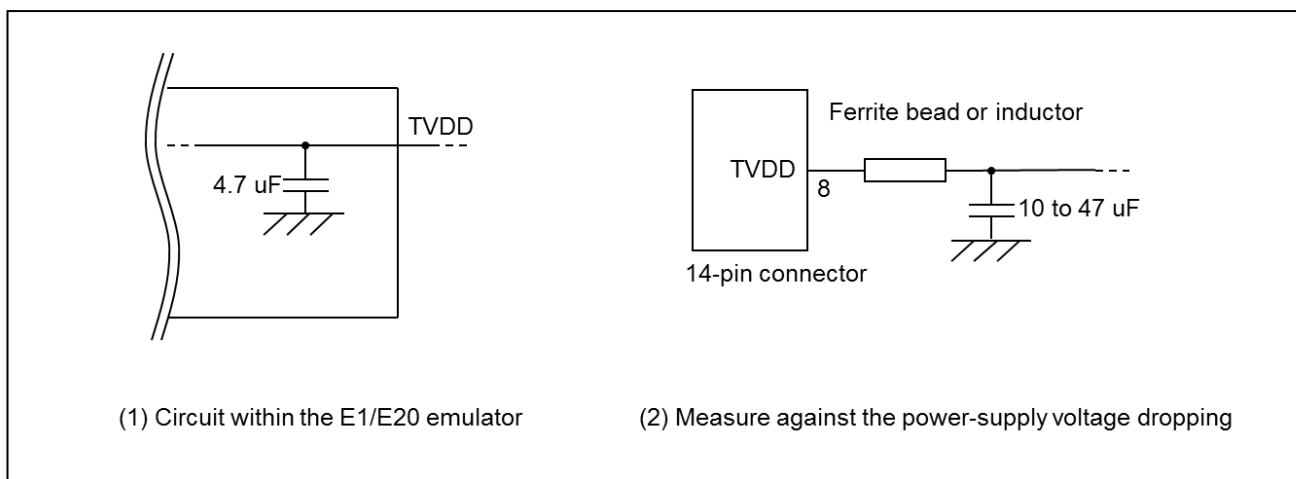 TVDD
4.7 uF
(1) Circuit within the E1/E20 emulator
Ferrite bead or inductor
TVDD
8
10 to 47 uF
14-pin connector
(2) Measure against the power-supply voltage dropping